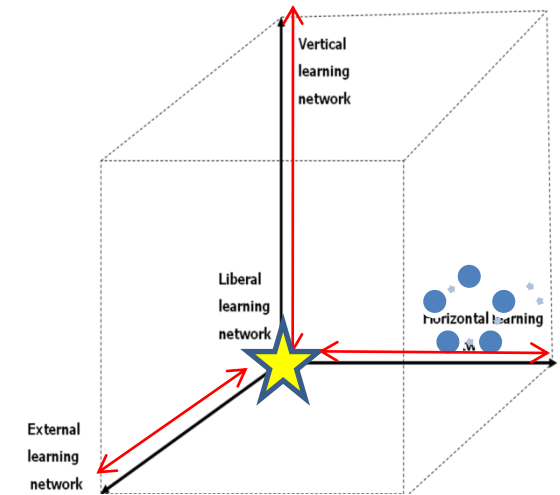 Vertical
learning
network
Liberal
learning
network
Horizontal learning
External
learning
network